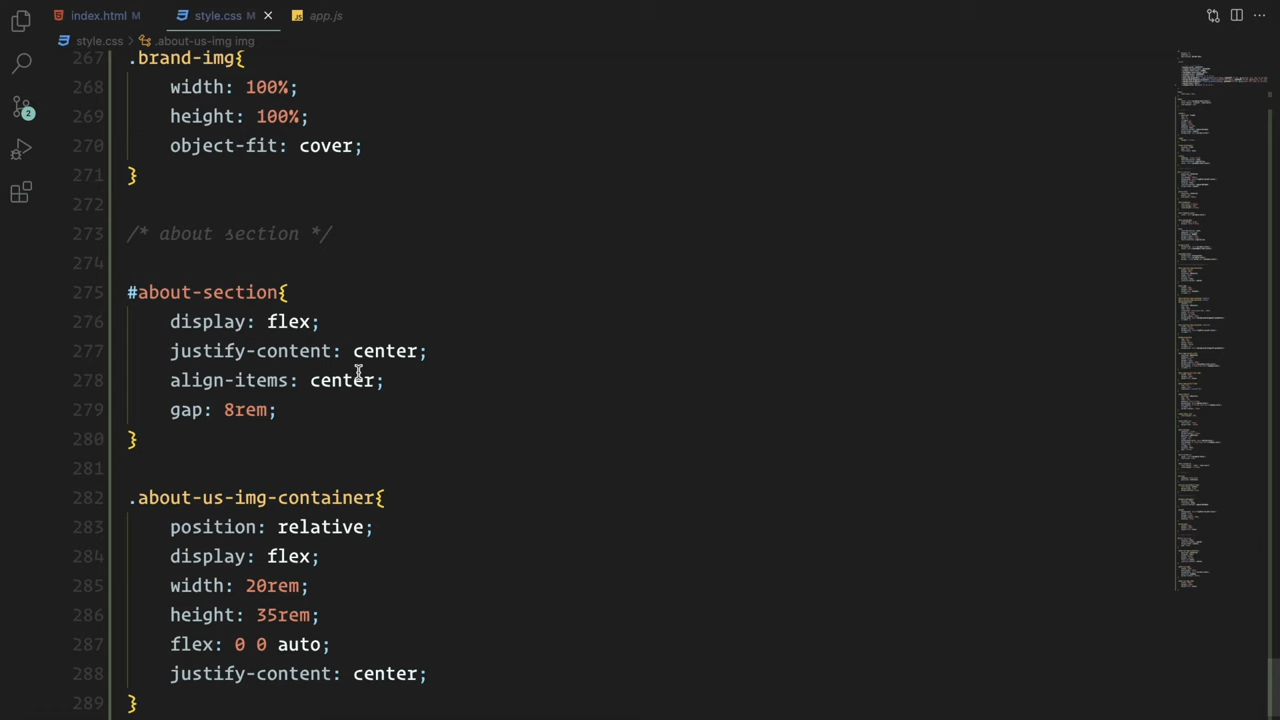 index.html M
style.css M
app.js
style.css > .about-us-img img
2
267 .brand-img{
268 width: 100%;
269 height: 100%;
270 object-fit: cover;
271 }
272
273 /* about section */
274
275 #about-section{
276 display: flex;
277 justify-content: center;
278 align-items: center;
279 gap: 8rem;
280 }
281
282 .about-us-img-container{
283 position: relative;
284 display: flex;
285 width: 20rem;
286 height: 35rem;
287 flex: 0 0 auto;
288 justify-content: center;
289 }